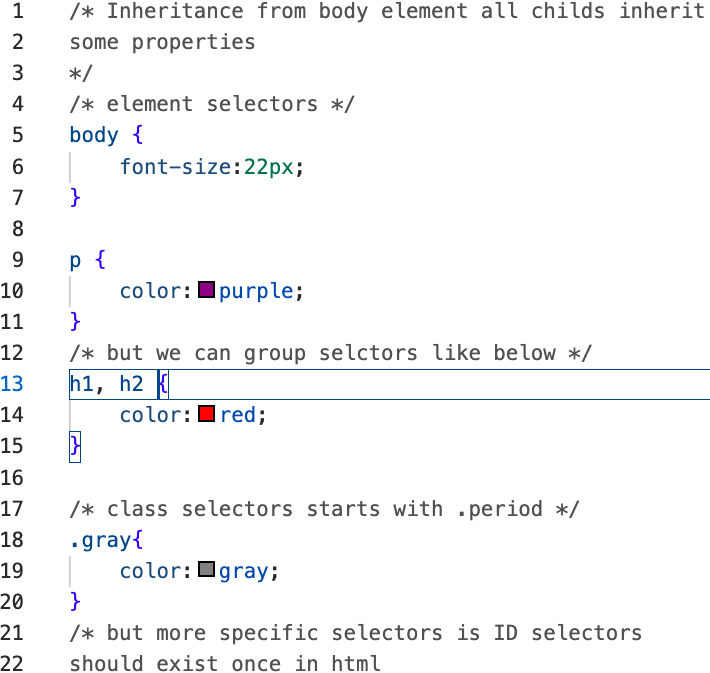 1 /* Inheritance from body element all childs inherit
2 some properties
3 */
4 /* element selectors */
5 body {
6 font-size:22px;
7 }
8
9 p {
10 color:purple;
11 }
12 /* but we can group selctors like below */
13 h1, h2 {
14 color:red;
15 }
16
17 /* class selectors starts with .period */
18 .gray{
19 color:gray;
20 }
21 /* but more specific selectors is ID selectors
22 should exist once in html